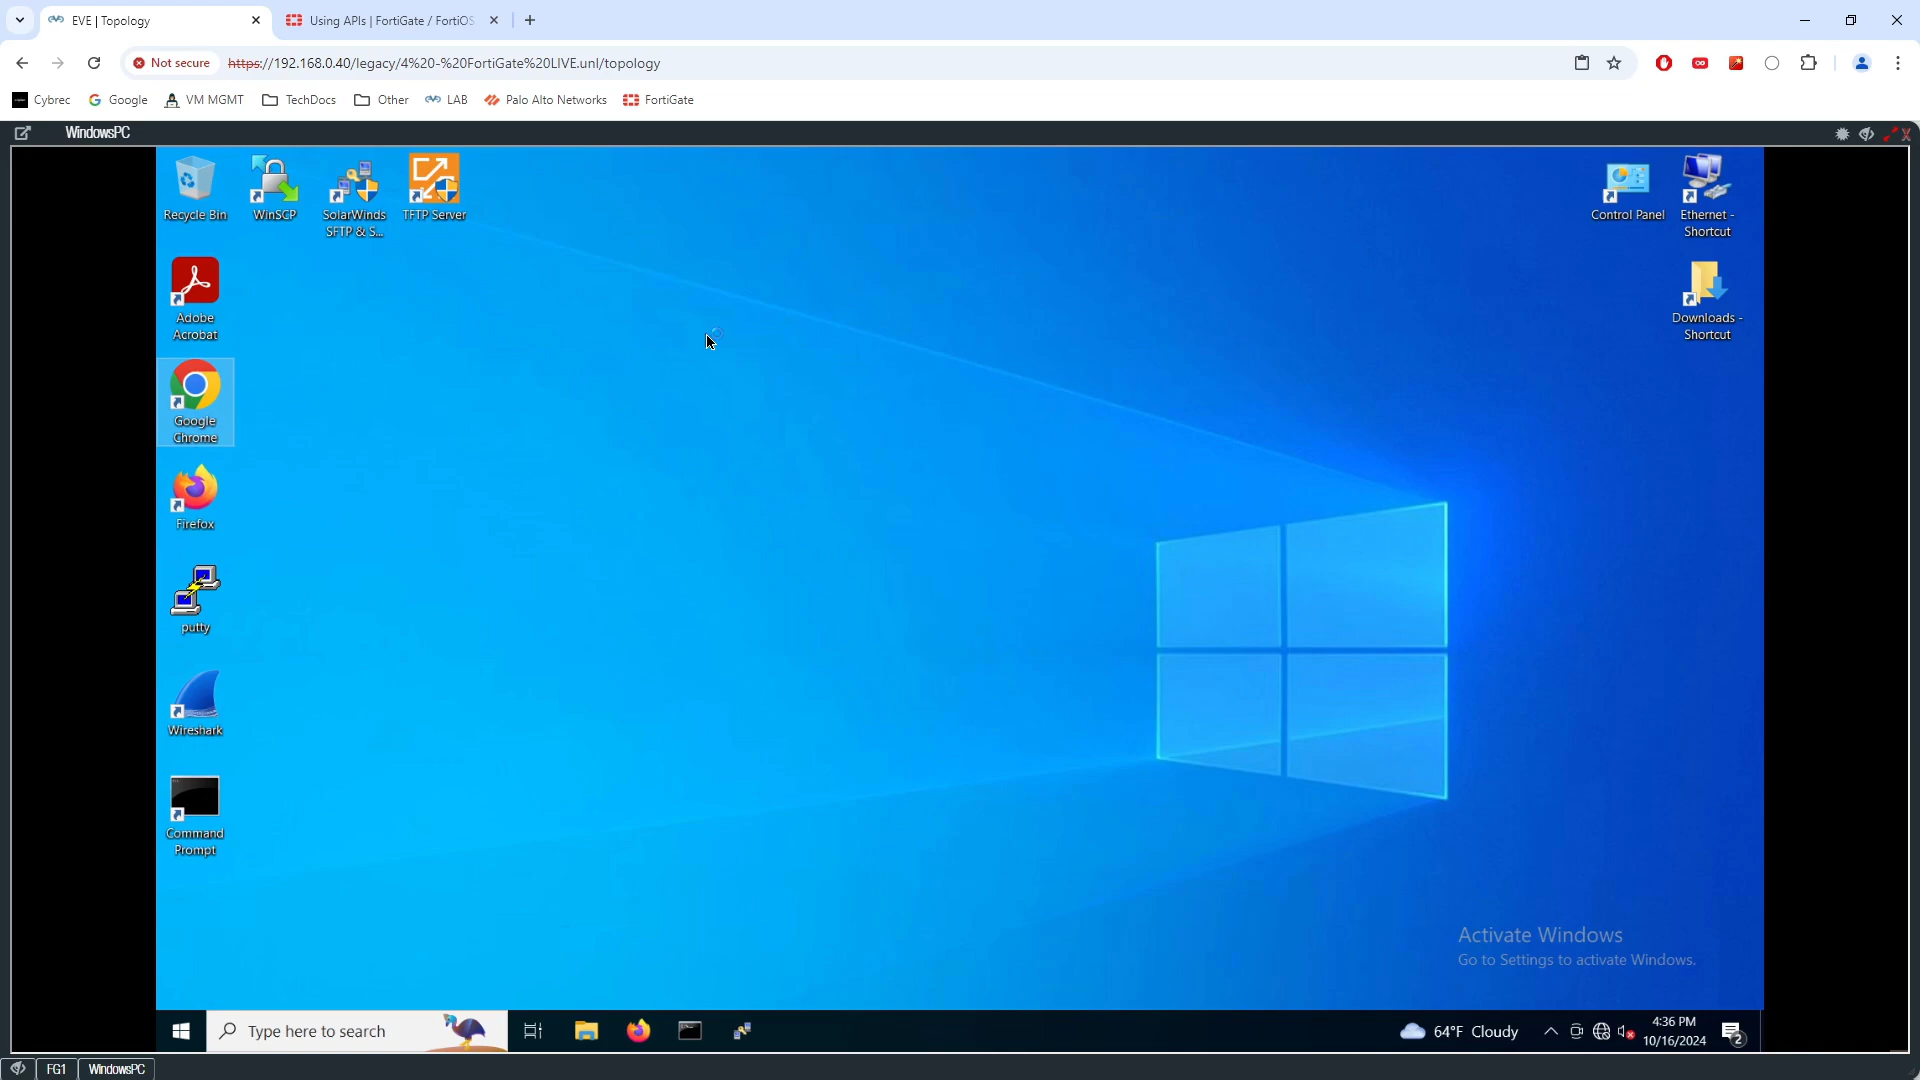 EVE | Topology
Using APIs | FortiGate / FortiOS
Not secure
https://192.168.0.40/legacy/4%20-%20FortiGate%20LIVE.unl/topology
Cybrec
Google
VM MGMT
TechDocs
Other
LAB
Palo Alto Networks
FortiGate
WindowsPC
Recycle Bin
WinSCP
SolarWinds
SFTP & S...
TFTP Server
Control Panel
Ethernet -
Shortcut
Adobe
Acrobat
Downloads -
Shortcut
Google
Chrome
Firefox
putty
Wireshark
Command
Prompt
Activate Windows
Go to Settings to activate Windows.
Type here to search
64°F Cloudy
4:36 PM
10/16/2024
2
FG1
WindowsPC